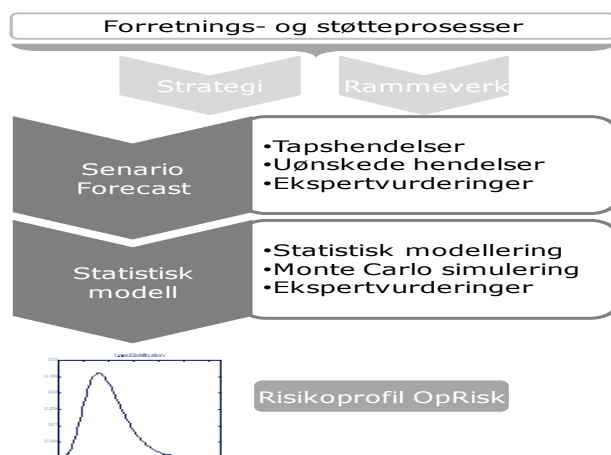 Forretnings- og støtteprosesser
Strategi
Rammeverk
Senario
Forecast
•Tapshendelser
•Uønskede hendelser
•Ekspertvurderinger
Statistisk
modell
•Statistisk modellering
•Monte Carlo simulering
•Ekspertvurderinger
Risikoprofil OpRisk